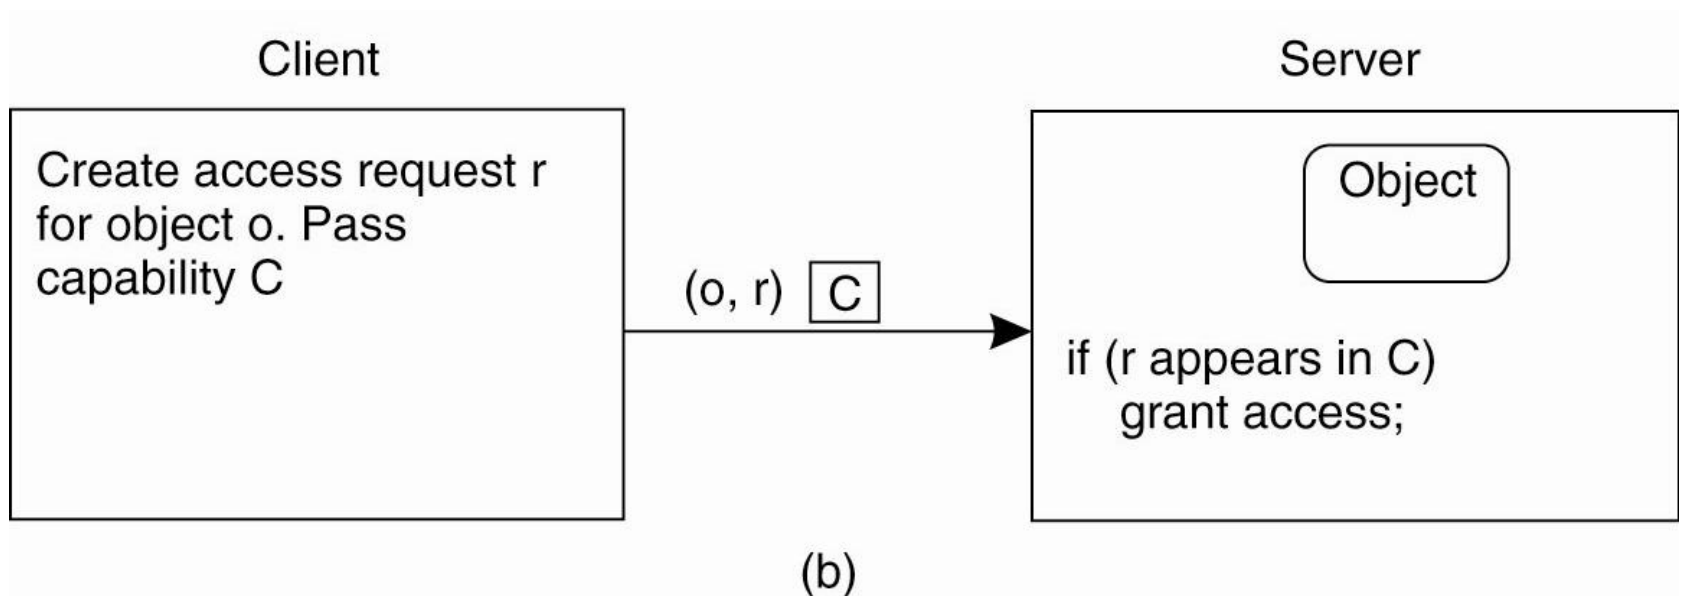 Client
Server
Create access request r
for object o. Pass
capability C
(o, r) C
Object
if (r appears in C)
grant access;
(b)